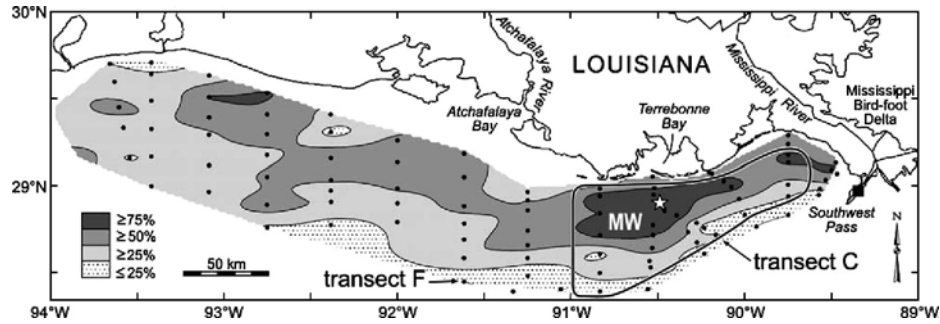 30°N
29°N
94°W
93°W
92°W
91°W
90°W
89°W
Atchafalaya River
Atchafalaya
Bay
LOUISIANA
Terrebonne
Bay
Mississippi River
Mississippi
Bird-foot
Delta
Southwest
Pass
N
MW
transect C
transect F
≥75%
≥50%
≥25%
≤25%
50 km